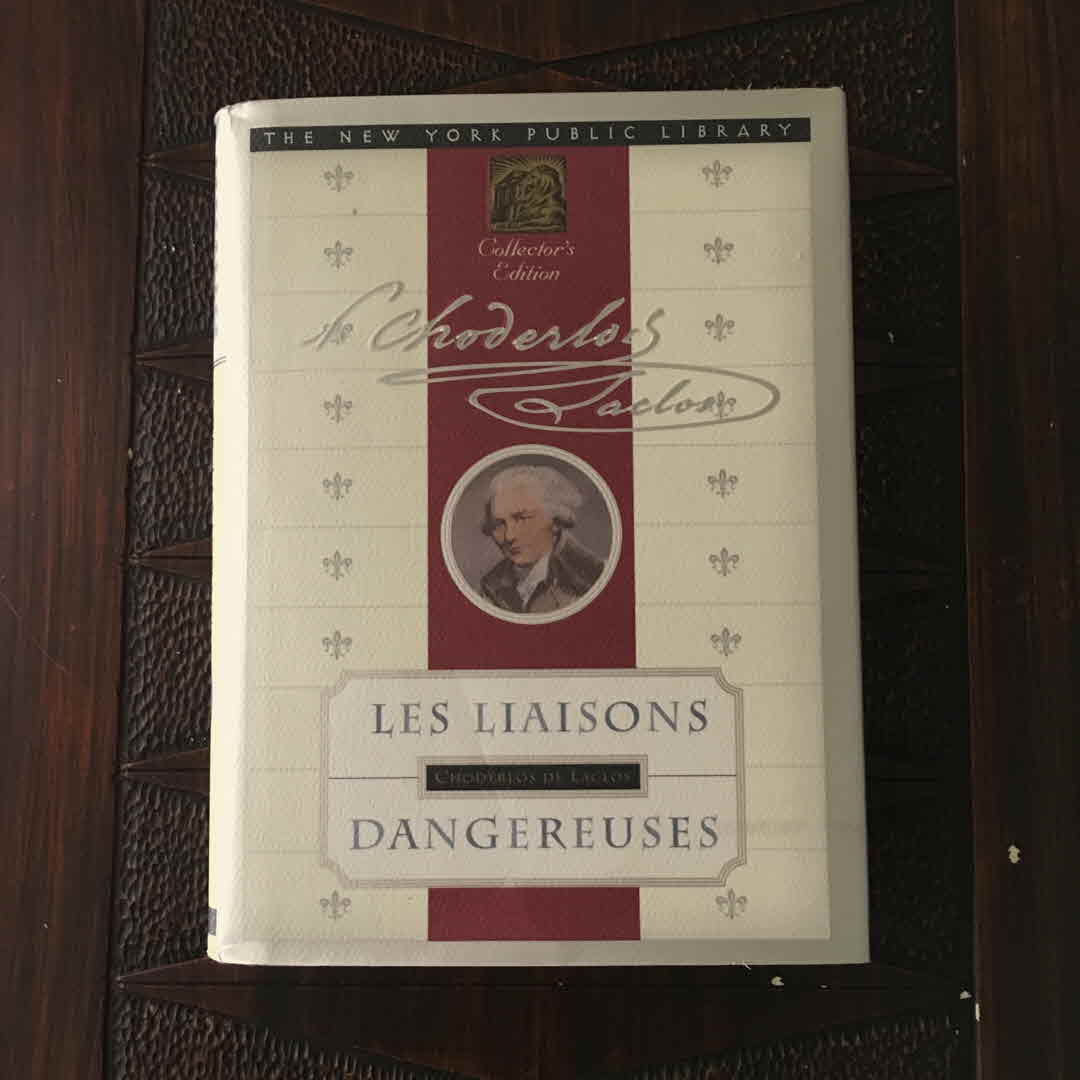 THE NEW YORK PUBLIC LIBRARY
Collector's
Edition
Choderlos
Laclos
LES LIAISONS
CHODERLOS DE LACLOS
DANGEREUSES